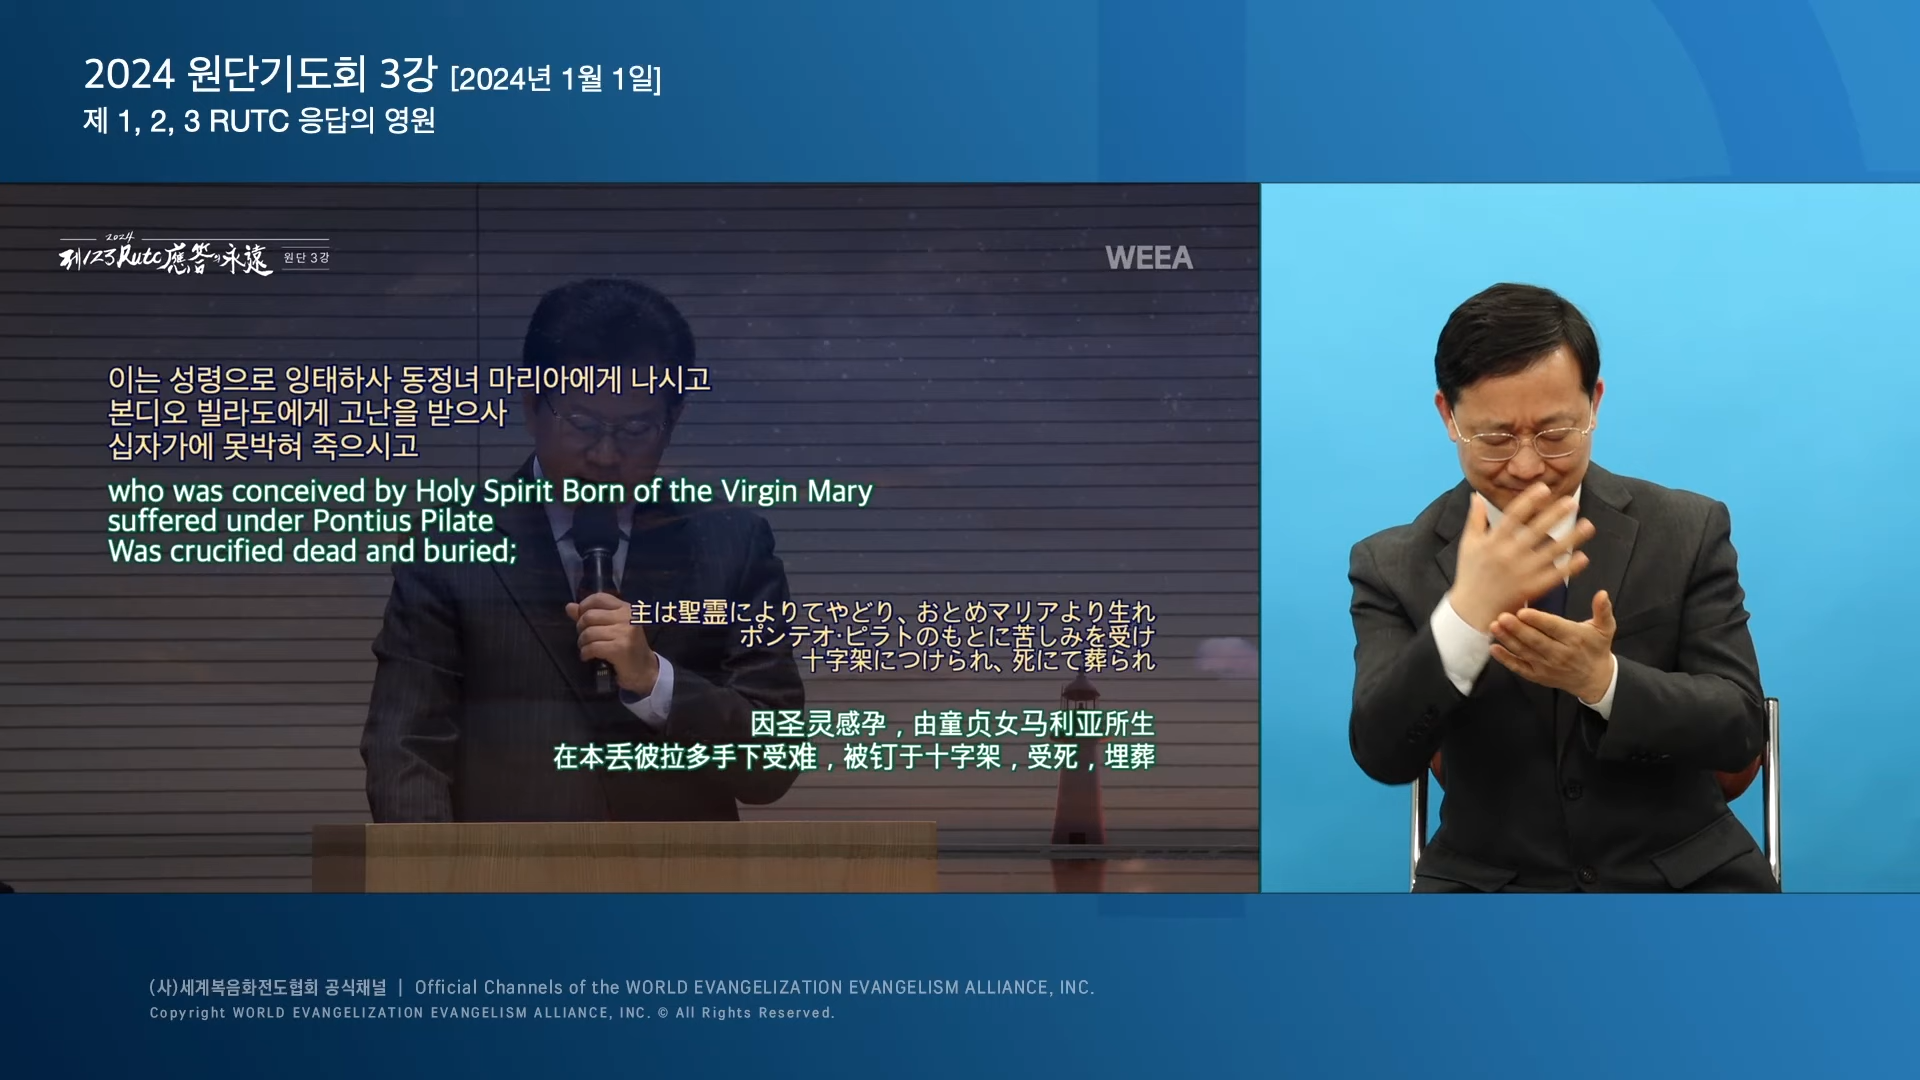 2024 원단기도회 3강 [2024년 1월 1일]
제 1, 2, 3 RUTC 응답의 영원
2024
제123 Rutc 應答의 永遠 원단 3강
WEEA
이는 성령으로 잉태하사 동정녀 마리아에게 나시고
본디오 빌라도에게 고난을 받으사
십자가에 못박혀 죽으시고
who was conceived by Holy Spirit Born of the Virgin Mary
suffered under Pontius Pilate
Was crucified dead and buried;
主は聖霊によりてやどり、おとめマリアより生れ
ポンテオ·ピラトのもとに苦しみを受け
十字架につけられ、死にて葬られ
因圣灵感孕，由童贞女马利亚所生
在本丢彼拉多手下受难，被钉于十字架，受死，埋葬
(사)세계복음화전도협회 공식채널 | Official Channels of the WORLD EVANGELIZATION EVANGELISM ALLIANCE, INC.
Copyright WORLD EVANGELIZATION EVANGELISM ALLIANCE, INC. © All Rights Reserved.